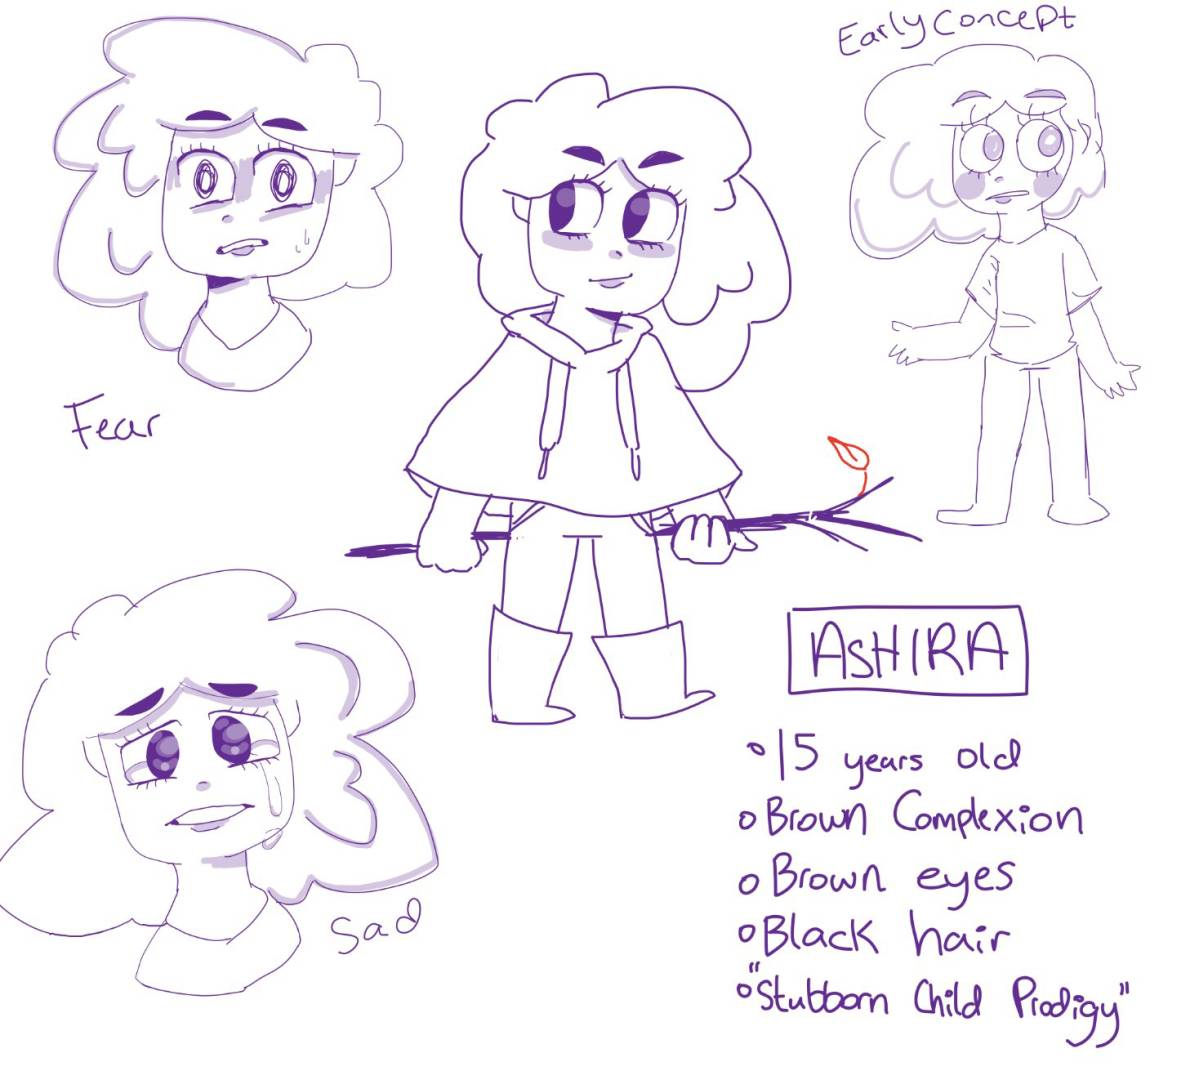 Early Concept
Fear
Sad
ASHIRA
15 years old
Brown Complexion
Brown eyes
Black hair
"Stubborn Child Prodigy"